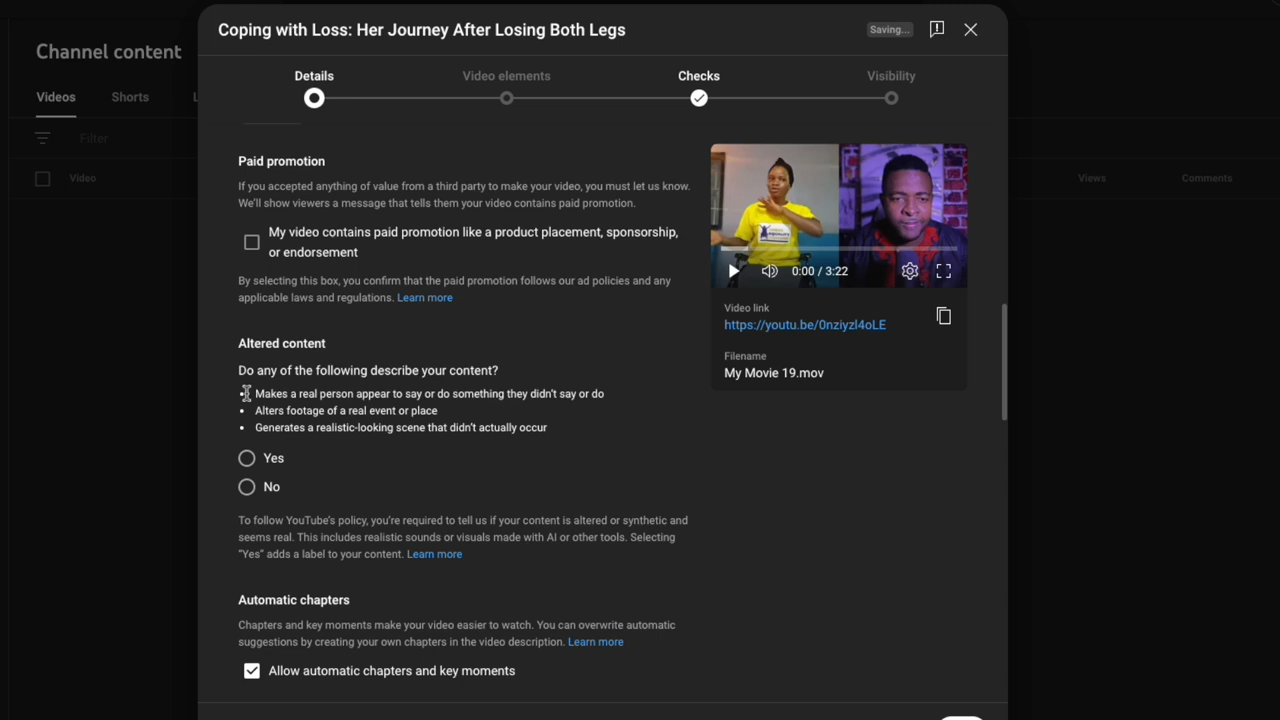 Coping with Loss: Her Journey After Losing Both Legs
Saving...
Channel content
Details
Video elements
Checks
Visibility
Videos
Shorts
L
Filter
Video
Views
Comments
Paid promotion
If you accepted anything of value from a third party to make your video, you must let us know.
We'll show viewers a message that tells them your video contains paid promotion.
My video contains paid promotion like a product placement, sponsorship,
or endorsement
By selecting this box, you confirm that the paid promotion follows our ad policies and any
applicable laws and regulations. Learn more
0:00 / 3:22
Video link
https://youtu.be/0nziyzl4oLE
Filename
My Movie 19.mov
Altered content
Do any of the following describe your content?
• Makes a real person appear to say or do something they didn't say or do
• Alters footage of a real event or place
• Generates a realistic-looking scene that didn't actually occur
Yes
No
To follow YouTube's policy, you're required to tell us if your content is altered or synthetic and
seems real. This includes realistic sounds or visuals made with AI or other tools. Selecting
"Yes" adds a label to your content. Learn more
Automatic chapters
Chapters and key moments make your video easier to watch. You can overwrite automatic
suggestions by creating your own chapters in the video description. Learn more
Allow automatic chapters and key moments